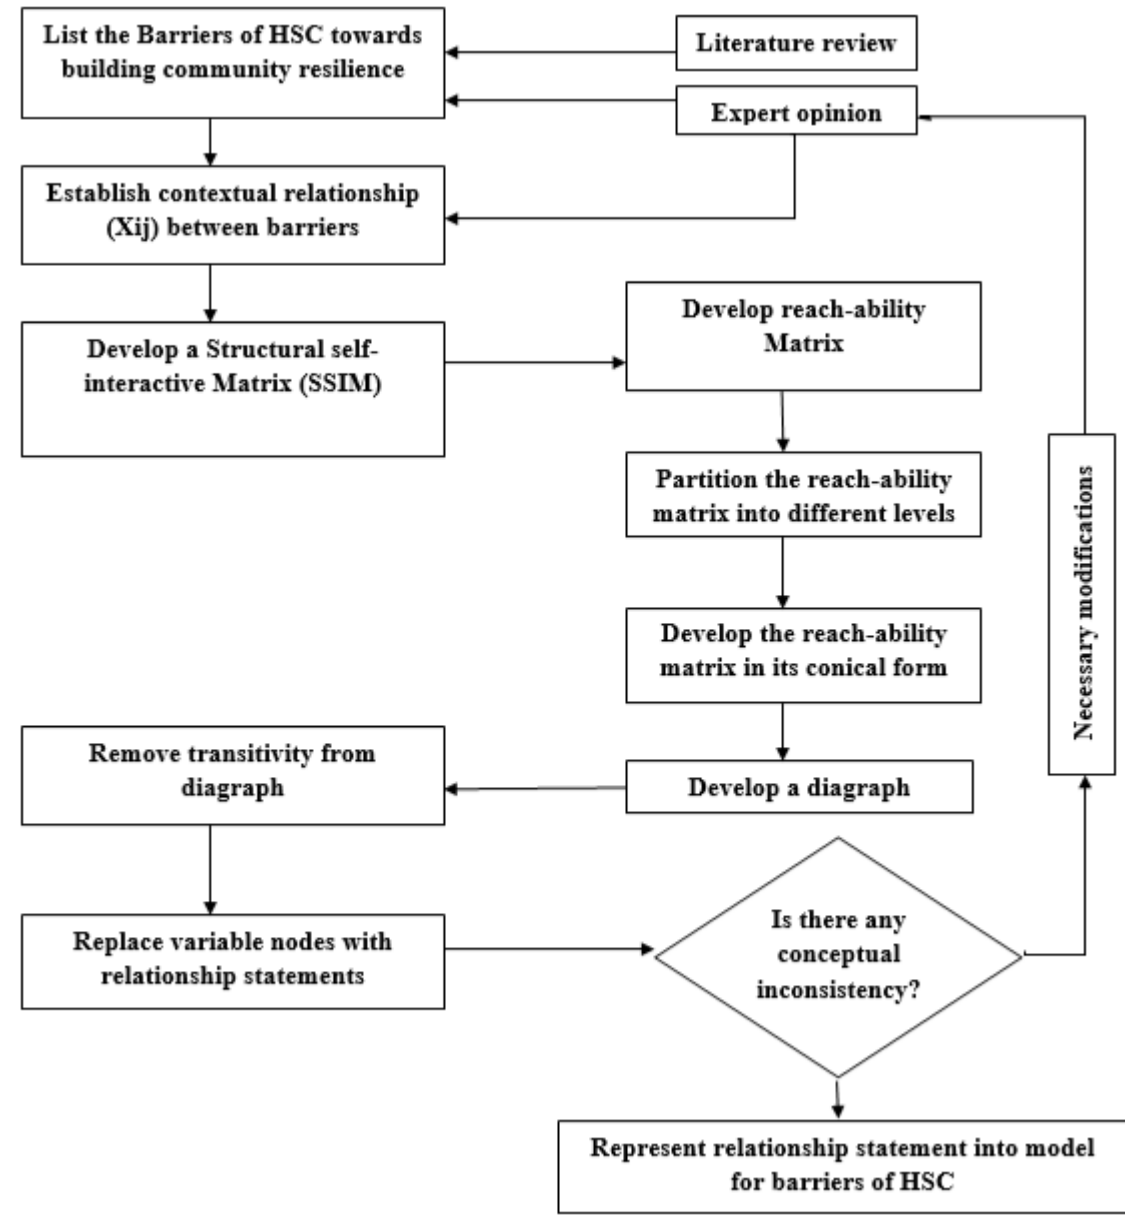 List the Barriers of HSC towards
building community resilience
Literature review
Expert opinion
Establish contextual relationship
(Xij) between barriers
Develop a Structural self-
interactive Matrix (SSIM)
Develop reach-ability
Matrix
Partition the reach-ability
matrix into different levels
Develop the reach-ability
matrix in its conical form
Necessary modifications
Remove transitivity from
diagraph
Develop a diagraph
Replace variable nodes with
relationship statements
Is there any
conceptual
inconsistency?
Represent relationship statement into model
for barriers of HSC